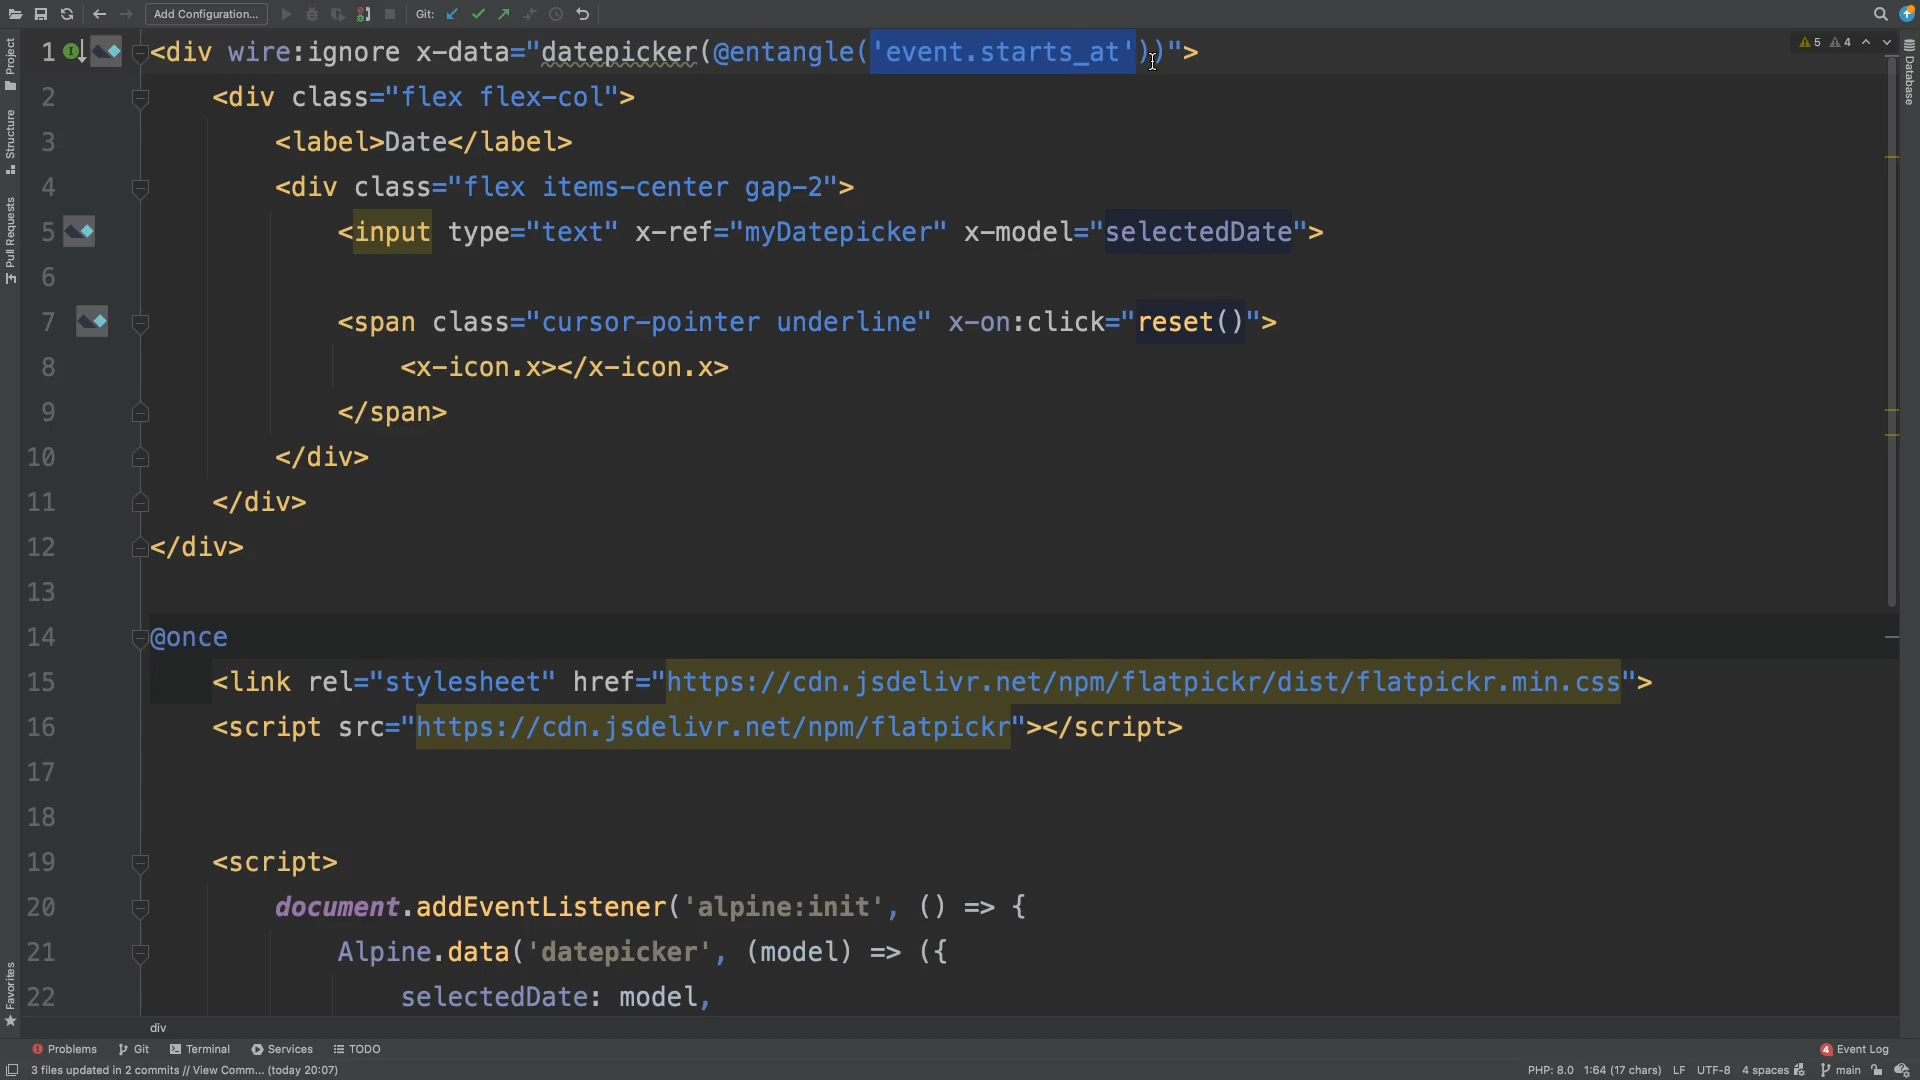 Add Configuration...
Git:
Project
Structure
Pull Requests
Favorites
Database
5 4
1 <div wire:ignore x-data="datepicker(@entangle('event.starts_at'))">
2 <div class="flex flex-col">
3 <label>Date</label>
4 <div class="flex items-center gap-2">
5 <input type="text" x-ref="myDatepicker" x-model="selectedDate">
6
7 <span class="cursor-pointer underline" x-on:click="reset()">
8 <x-icon.x></x-icon.x>
9 </span>
10 </div>
11 </div>
12 </div>
13
14 @once
15 <link rel="stylesheet" href="https://cdn.jsdelivr.net/npm/flatpickr/dist/flatpickr.min.css">
16 <script src="https://cdn.jsdelivr.net/npm/flatpickr"></script>
17
18
19 <script>
20 document.addEventListener('alpine:init', () => {
21 Alpine.data('datepicker', (model) => ({
22 selectedDate: model,
div
Problems Git Terminal Services TODO
4 Event Log
3 files updated in 2 commits // View Comm... (today 20:07)
PHP: 8.0 1:64 (17 chars) LF UTF-8 4 spaces main